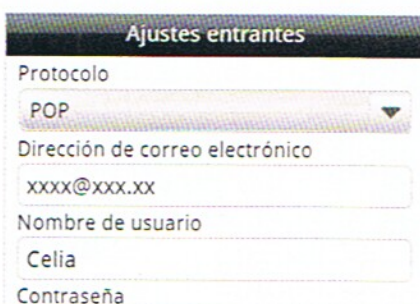 Ajustes entrantes
Protocolo
POP
Dirección de correo electrónico
xxxx@xxx.xx
Nombre de usuario
Celia
Contraseña